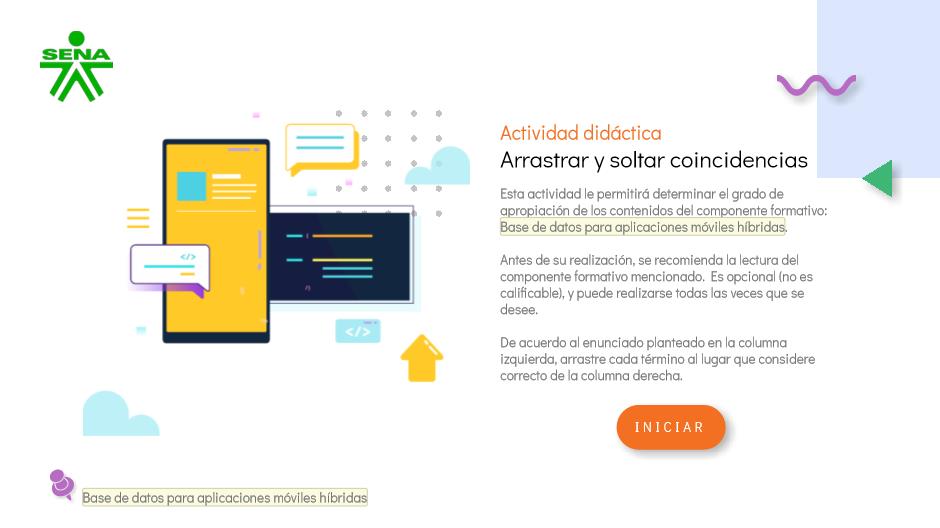 SENA
Actividad didáctica
Arrastrar y soltar coincidencias
Esta actividad le permitirá determinar el grado de
apropiación de los contenidos del componente formativo:
Base de datos para aplicaciones móviles híbridas.
Antes de su realización, se recomienda la lectura del
componente formativo mencionado. Es opcional (no es
calificable), y puede realizarse todas las veces que se
desee.
De acuerdo al enunciado planteado en la columna
izquierda, arrastre cada término al lugar que considere
correcto de la columna derecha.
</>
</>
INICIAR
Base de datos para aplicaciones móviles híbridas